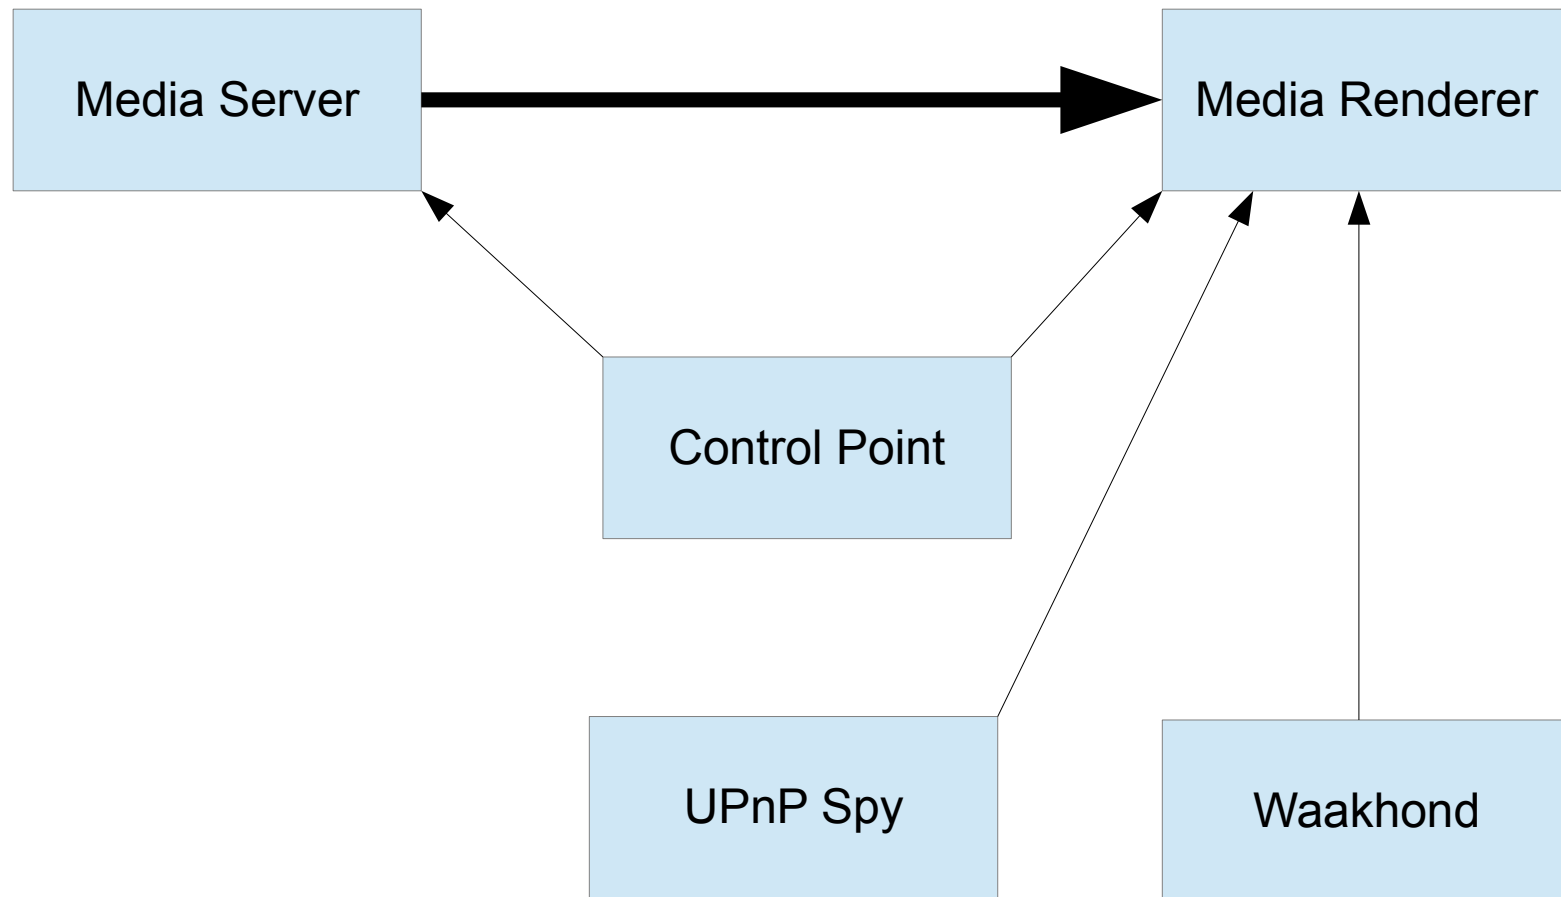 Media Server
Media Renderer
Control Point
UPnP Spy
Waakhond